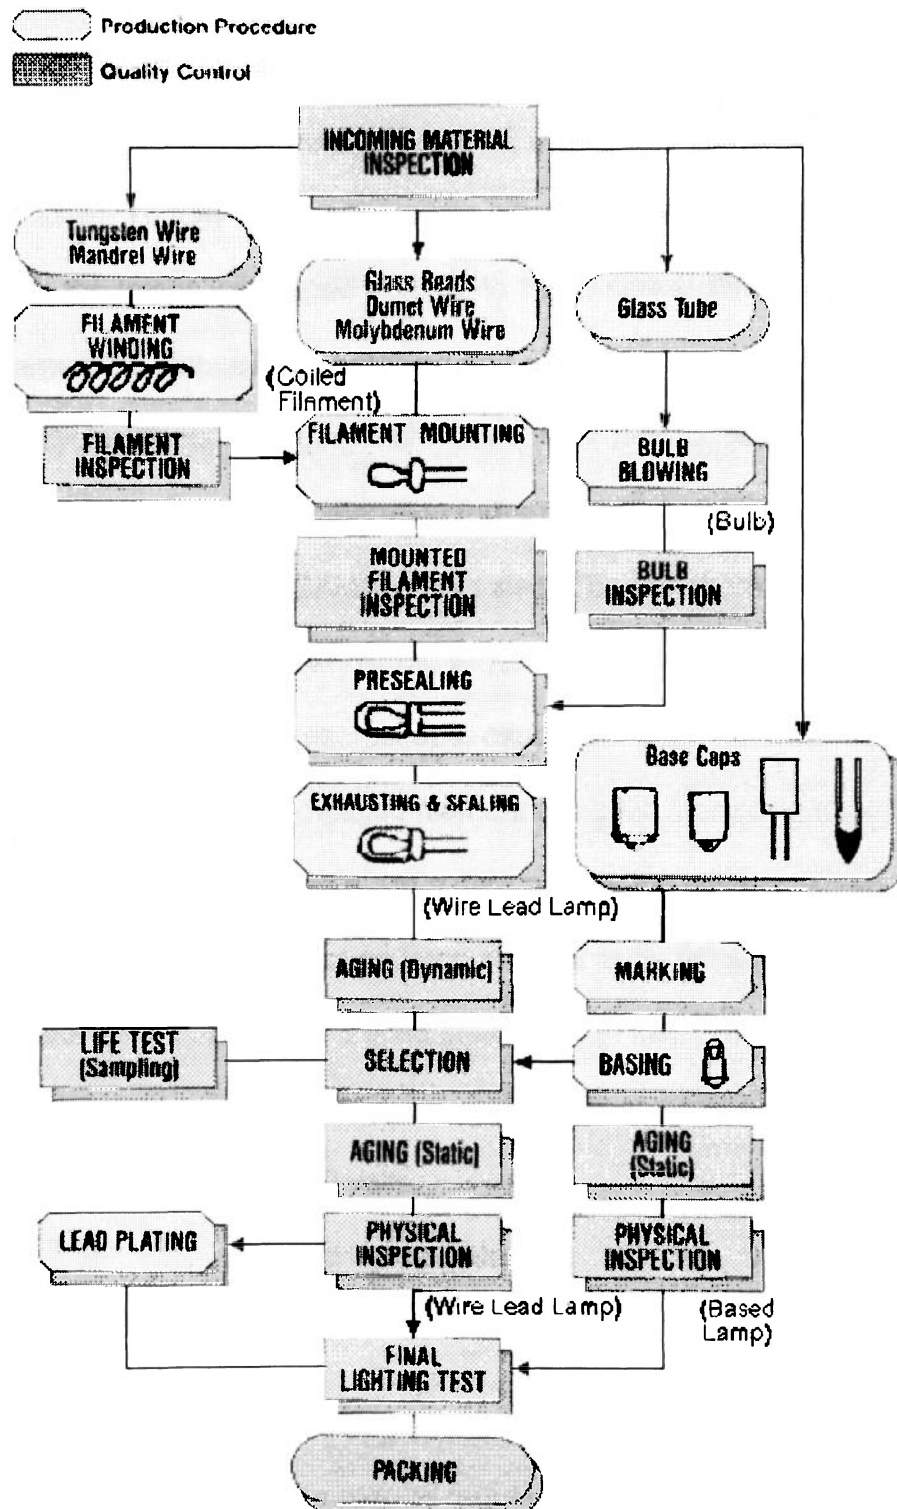 Production Procedure
Quality Control
INCOMING MATERIAL
INSPECTION
Tungsten Wire
Mandrel Wire
Glass Beads
Dumet Wire
Molybdenum Wire
Glass Tube
FILAMENT
WINDING
(Coiled
Filament)
FILAMENT
INSPECTION
FILAMENT MOUNTING
BULB
BLOWING
(Bulb)
MOUNTED
FILAMENT
INSPECTION
BULB
INSPECTION
PRESEALING
Base Caps
EXHAUSTING & SEALING
(Wire Lead Lamp)
AGING (Dynamic)
MARKING
LIFE TEST
(Sampling)
SELECTION
BASING
AGING (Static)
AGING
(Static)
LEAD PLATING
PHYSICAL
INSPECTION
PHYSICAL
INSPECTION
(Wire Lead Lamp)
(Based
Lamp)
FINAL
LIGHTING TEST
PACKING